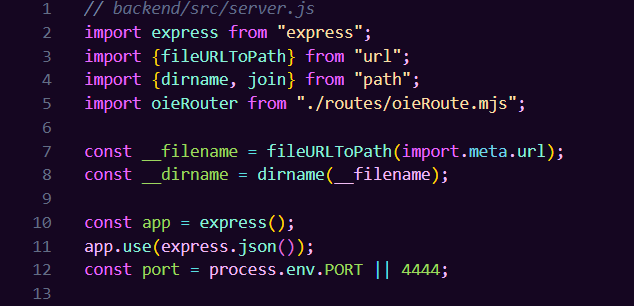 1 // backend/src/server.js
2 import express from "express";
3 import {fileURLToPath} from "url";
4 import {dirname, join} from "path";
5 import oieRouter from "./routes/oieRoute.mjs";
6
7 const __filename = fileURLToPath(import.meta.url);
8 const __dirname = dirname(__filename);
9
10 const app = express();
11 app.use(express.json());
12 const port = process.env.PORT || 4444;
13